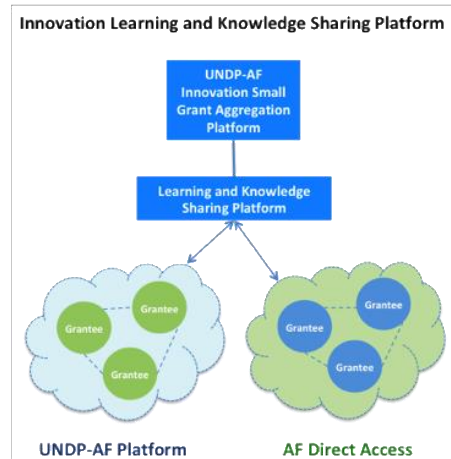 Innovation Learning and Knowledge Sharing Platform
UNDP-AF
Innovation Small
Grant Aggregation
Platform
Learning and Knowledge
Sharing Platform
Grantee
Grantee
Grantee
Grantee
Grantee
Grantee
UNDP-AF Platform
AF Direct Access